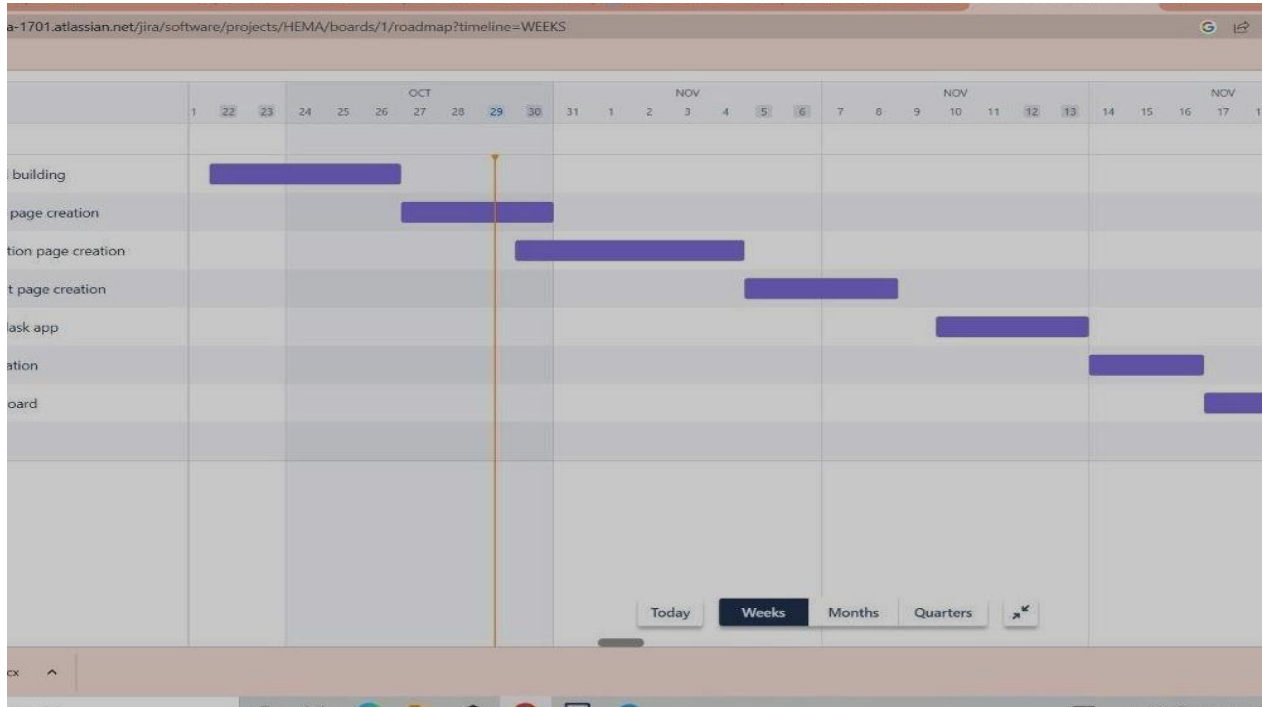 a-1701.atlassian.net/jira/software/projects/HEMA/boards/1/roadmap?timeline=WEEKS
OCT NOV NOV NOV
1 22 23 24 25 26 27 28 29 30 31 1 2 3 4 5 6 7 8 9 10 11 12 13 14 15 16 17 1
building
page creation
tion page creation
t page creation
lask app
ation
oard
Today Weeks Months Quarters
cx